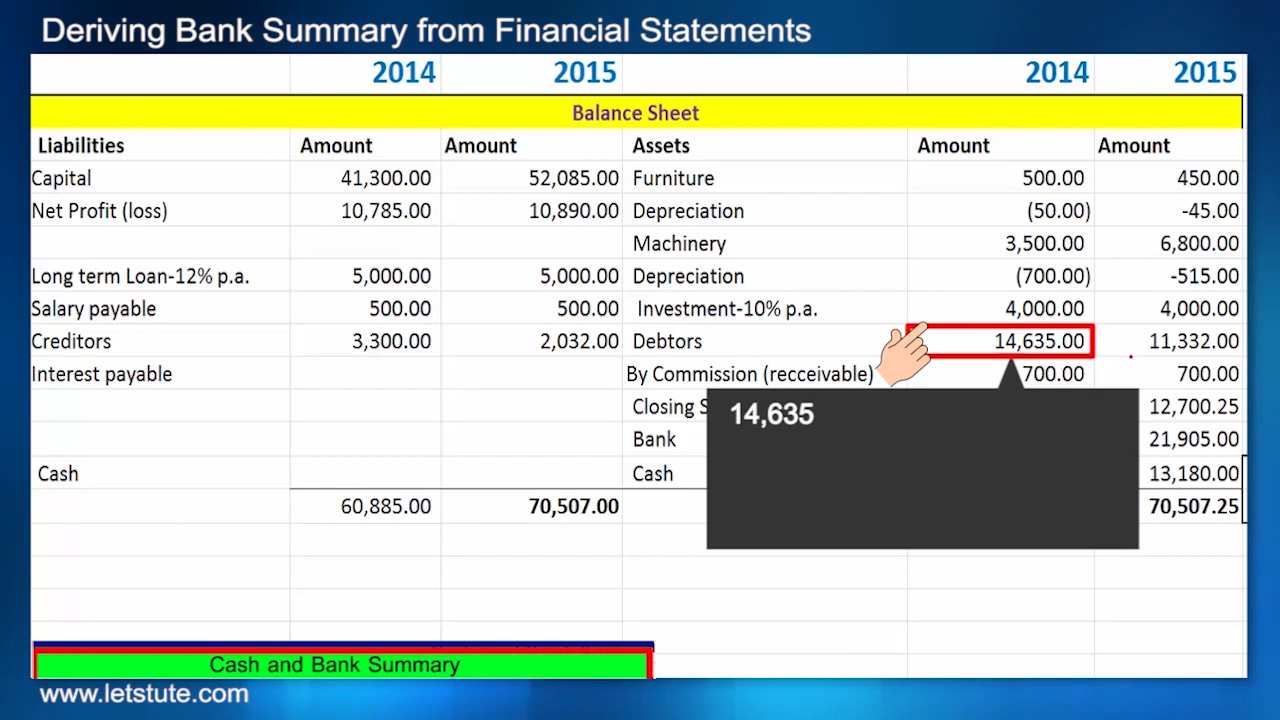 Deriving Bank Summary from Financial Statements
2014 2015 2014 2015
Balance Sheet
Liabilities Amount Amount Assets Amount Amount
Capital 41,300.00 52,085.00 Furniture 500.00 450.00
Net Profit (loss) 10,785.00 10,890.00 Depreciation (50.00) -45.00
Machinery 3,500.00 6,800.00
Long term Loan-12% p.a. 5,000.00 5,000.00 Depreciation (700.00) -515.00
Salary payable 500.00 500.00 Investment-10% p.a. 4,000.00 4,000.00
Creditors 3,300.00 2,032.00 Debtors 14,635.00 11,332.00
Interest payable By Commission (recceivable) 700.00 700.00
Closing 12,700.25
14,635
Bank 21,905.00
Cash Cash 13,180.00
60,885.00 70,507.00 70,507.25
Cash and Bank Summary
www.letstute.com